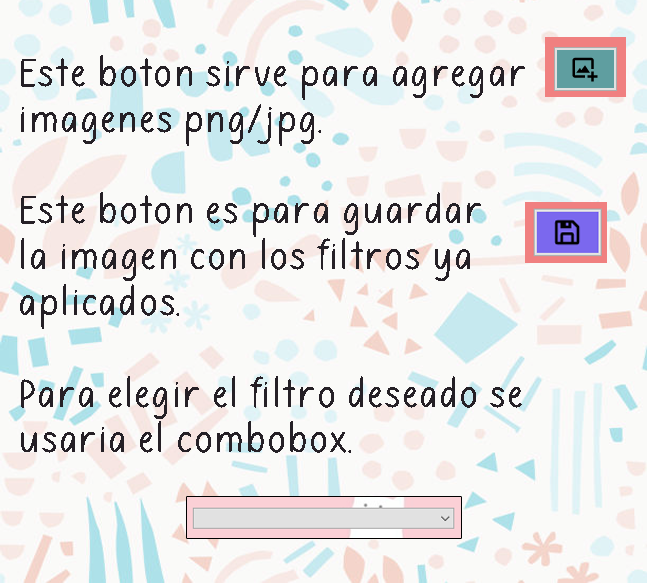 Este boton sirve para agregar
imagenes png/jpg.
Este boton es para guardar
la imagen con los filtros ya
aplicados.
Para elegir el filtro deseado se
usaria el combobox.